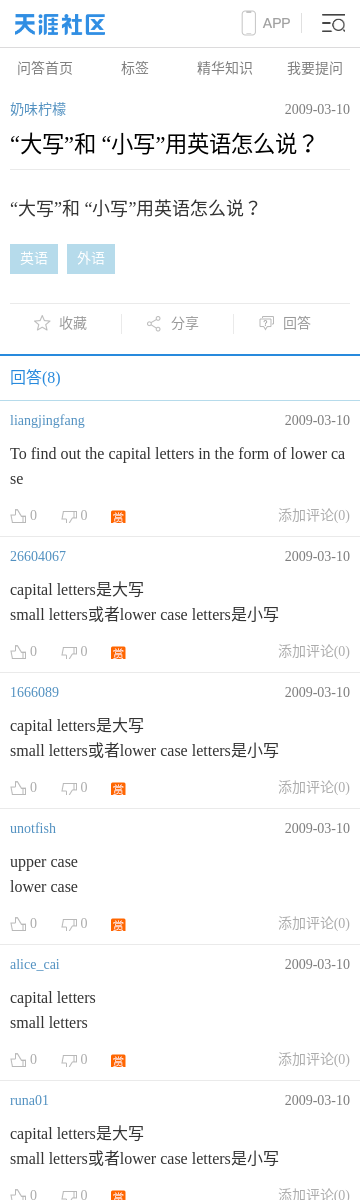 天涯社区
APP
问答首页 标签 精华知识 我要提问
奶味柠檬 2009-03-10
“大写”和 “小写”用英语怎么说？
“大写”和 “小写”用英语怎么说？
英语 外语
收藏 分享 回答
回答(8)
liangjingfang 2009-03-10
To find out the capital letters in the form of lower ca
se
0 0 赏 添加评论(0)
26604067 2009-03-10
capital letters是大写
small letters或者lower case letters是小写
0 0 赏 添加评论(0)
1666089 2009-03-10
capital letters是大写
small letters或者lower case letters是小写
0 0 赏 添加评论(0)
unotfish 2009-03-10
upper case
lower case
0 0 赏 添加评论(0)
alice_cai 2009-03-10
capital letters
small letters
0 0 赏 添加评论(0)
runa01 2009-03-10
capital letters是大写
small letters或者lower case letters是小写
0 0 赏 添加评论(0)